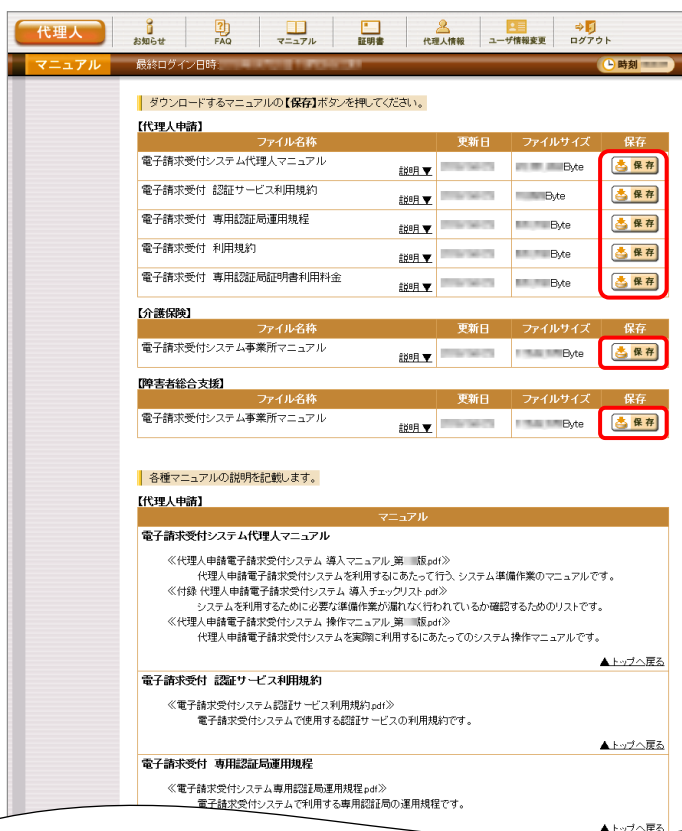 代理人
お知らせ FAQ マニュアル 証明書 代理人情報 ユーザ情報変更 ログアウト
マニュアル 最終ログイン日時: 時刻
ダウンロードするマニュアルの【保存】ボタンを押してください。
【代理人申請】
ファイル名称 更新日 ファイルサイズ 保存
電子請求受付システム代理人マニュアル 説明▼ Byte 保存
電子請求受付 認証サービス利用規約 説明▼ Byte 保存
電子請求受付 専用認証局運用規程 説明▼ Byte 保存
電子請求受付 利用規約 説明▼ Byte 保存
電子請求受付 専用認証局証明書利用料金 説明▼ Byte 保存
【介護保険】
ファイル名称 更新日 ファイルサイズ 保存
電子請求受付システム事業所マニュアル 説明▼ Byte 保存
【障害者総合支援】
ファイル名称 更新日 ファイルサイズ 保存
電子請求受付システム事業所マニュアル 説明▼ Byte 保存
各種マニュアルの説明を記載します。
【代理人申請】
マニュアル
電子請求受付システム代理人マニュアル
≪代理人申請電子請求受付システム 導入マニュアル_第 版.pdf≫
代理人申請電子請求受付システムを利用するにあたって行う、システム準備作業のマニュアルです。
≪付録 代理人申請電子請求受付システム 導入チェックリスト.pdf≫
システムを利用するために必要な準備作業が漏れなく行われているか確認するためのリストです。
≪代理人申請電子請求受付システム 操作マニュアル_第 版.pdf≫
代理人申請電子請求受付システムを実際に利用するにあたってのシステム操作マニュアルです。
▲トップへ戻る
電子請求受付 認証サービス利用規約
≪電子請求受付システム認証サービス利用規約.pdf≫
電子請求受付システムで使用する認証サービスの利用規約です。
▲トップへ戻る
電子請求受付 専用認証局運用規程
≪電子請求受付システム専用認証局運用規程.pdf≫
電子請求受付システムで利用する専用認証局の運用規程です。
▲トップへ戻る